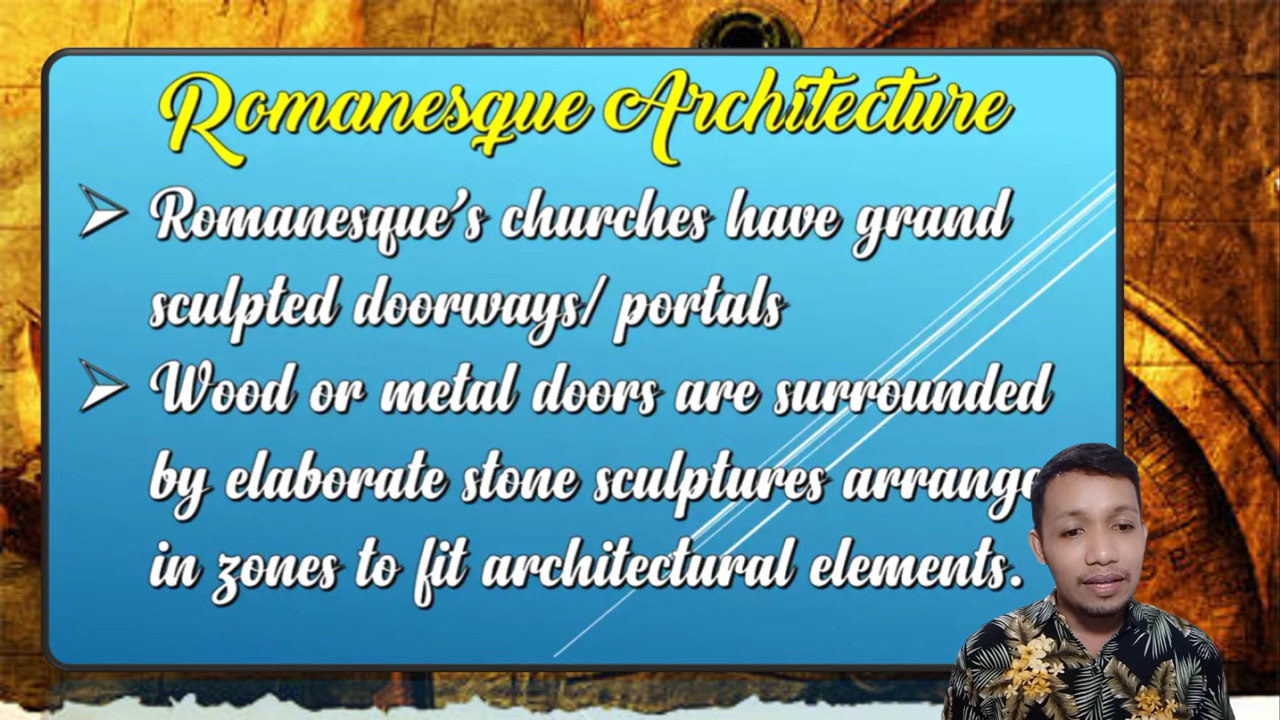 Romanesque Architecture
Romanesque's churches have grand
sculpted doorways/ portals
Wood or metal doors are surrounded
by elaborate stone sculptures arrange
in zones to fit architectural elements.